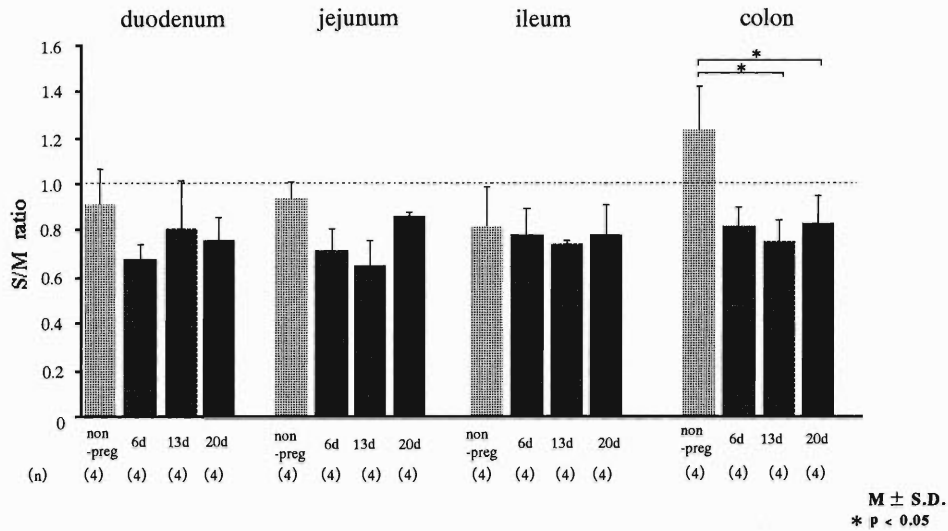 duodenum jejunum ileum colon
1.6
1.4
1.2
1.0
0.8
0.6
0.4
0.2
0
S/M ratio
* 
*
non -preg 6d 13d 20d non -preg 6d 13d 20d non -preg 6d 13d 20d non -preg 6d 13d 20d
(n) (4) (4) (4) (4) (4) (4) (4) (4) (4) (4) (4) (4) (4) (4) (4) (4)
M ± S.D.
* p < 0.05